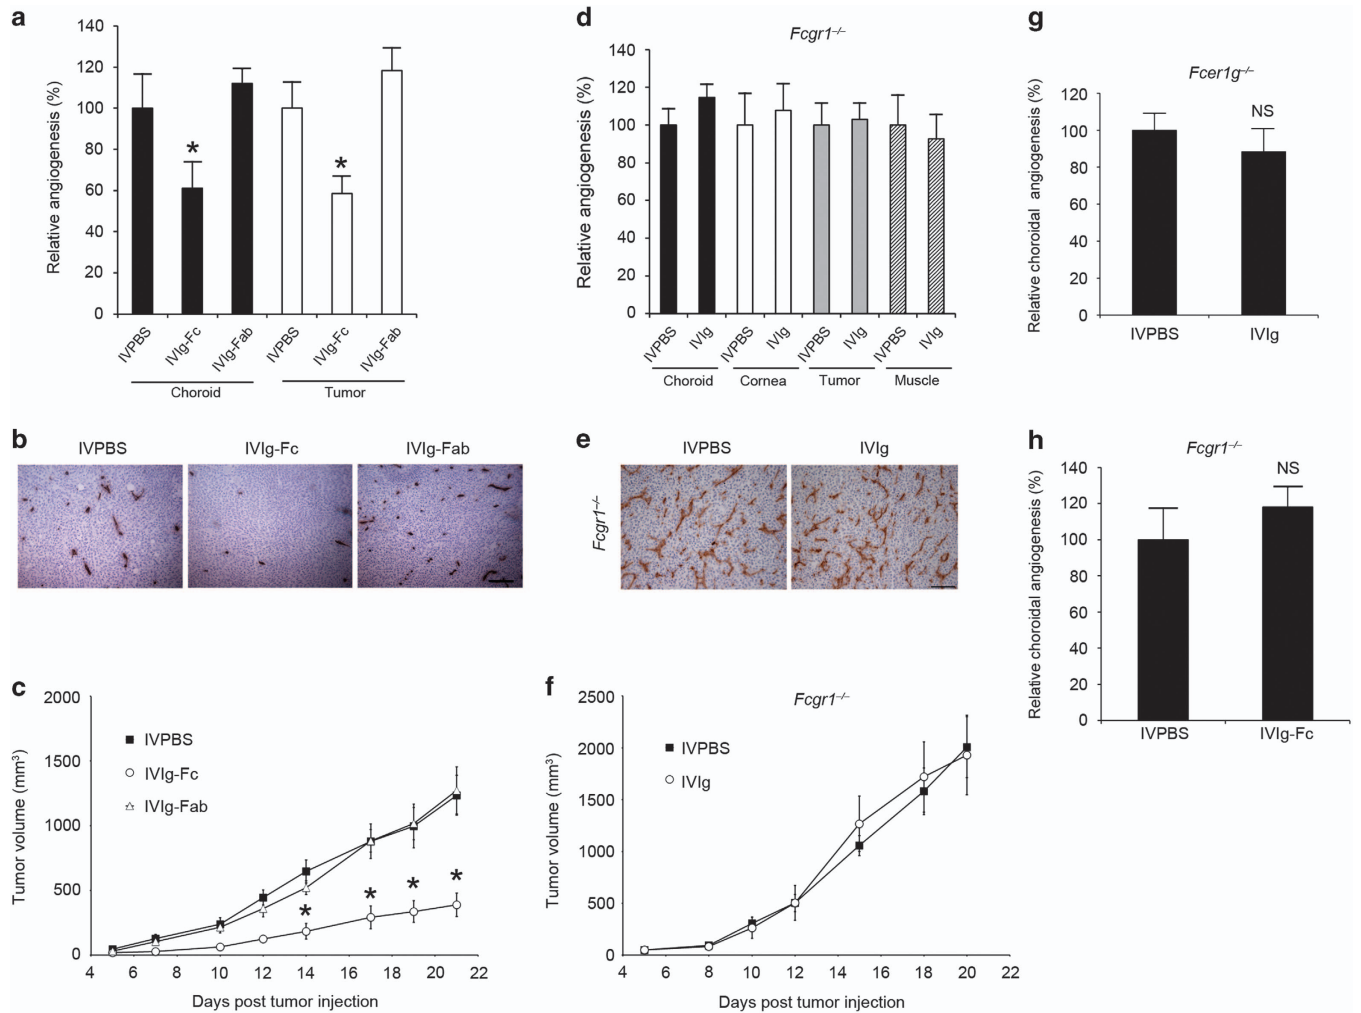 a
Relative angiogenesis (%)
140
120
100
80
60
40
20
0
*
*
IVPBS
IVIg-Fc
IVIg-Fab
IVPBS
IVIg-Fc
IVIg-Fab
Choroid
Tumor
b
IVPBS
IVIg-Fc
IVIg-Fab
c
Tumor volume (mm³)
2000
1500
1000
500
0
IVPBS
IVIg-Fc
IVIg-Fab
*
*
*
*
4 6 8 10 12 14 16 18 20 22
Days post tumor injection
d
Fcgr1–/–
Relative angiogenesis (%)
140
120
100
80
60
40
20
0
IVPBS
IVIg
IVPBS
IVIg
IVPBS
IVIg
IVPBS
IVIg
Choroid
Cornea
Tumor
Muscle
e
IVPBS
IVIg
Fcgr1–/–
f
Fcgr1–/–
Tumor volume (mm³)
2500
2000
1500
1000
500
0
IVPBS
IVIg
4 6 8 10 12 14 16 18 20 22
Days post tumor injection
g
Fcer1g–/–
Relative choroidal angiogenesis (%)
120
100
80
60
40
20
0
NS
IVPBS
IVIg
h
Fcgr1–/–
Relative choroidal angiogenesis (%)
140
120
100
80
60
40
20
0
NS
IVPBS
IVIg-Fc